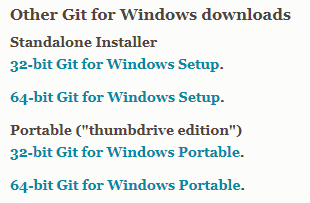 Other Git for Windows downloads
Standalone Installer
32-bit Git for Windows Setup.
64-bit Git for Windows Setup.
Portable ("thumbdrive edition")
32-bit Git for Windows Portable.
64-bit Git for Windows Portable.